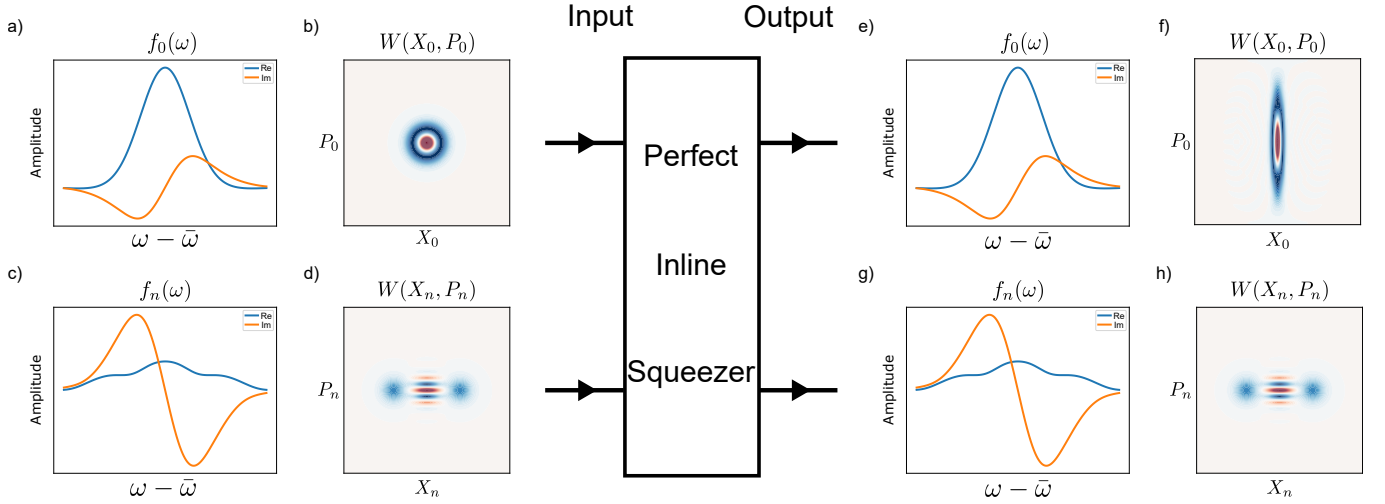 Input
Output
a)
f₀(ω)
Re
Im
Amplitude
ω − ω̄
b)
W(X₀, P₀)
P₀
X₀
c)
fₙ(ω)
Re
Im
Amplitude
ω − ω̄
d)
W(Xₙ, Pₙ)
Pₙ
Xₙ
Perfect
Inline
Squeezer
e)
f₀(ω)
Re
Im
Amplitude
ω − ω̄
f)
W(X₀, P₀)
P₀
X₀
g)
fₙ(ω)
Re
Im
Amplitude
ω − ω̄
h)
W(Xₙ, Pₙ)
Pₙ
Xₙ